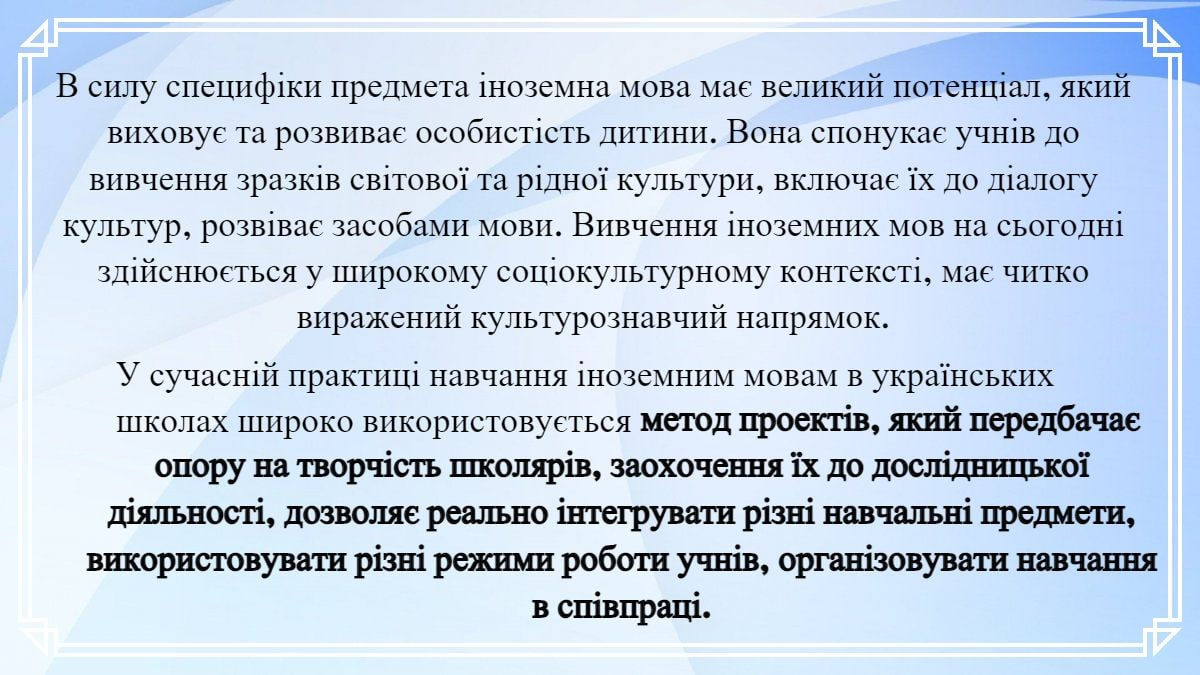 В силу специфіки предмета іноземна мова має великий потенціал, який
виховує та розвиває особистість дитини. Вона спонукає учнів до
вивчення зразків світової та рідної культури, включає їх до діалогу
культур, розвіває засобами мови. Вивчення іноземних мов на сьогодні
здійснюється у широкому соціокультурному контексті, має читко
виражений культурознавчий напрямок.
У сучасній практиці навчання іноземним мовам в українських
школах широко використовується метод проектів, який передбачає
опору на творчість школярів, заохочення їх до дослідницької
діяльності, дозволяє реально інтегрувати різні навчальні предмети,
використовувати різні режими роботи учнів, організовувати навчання
в співпраці.